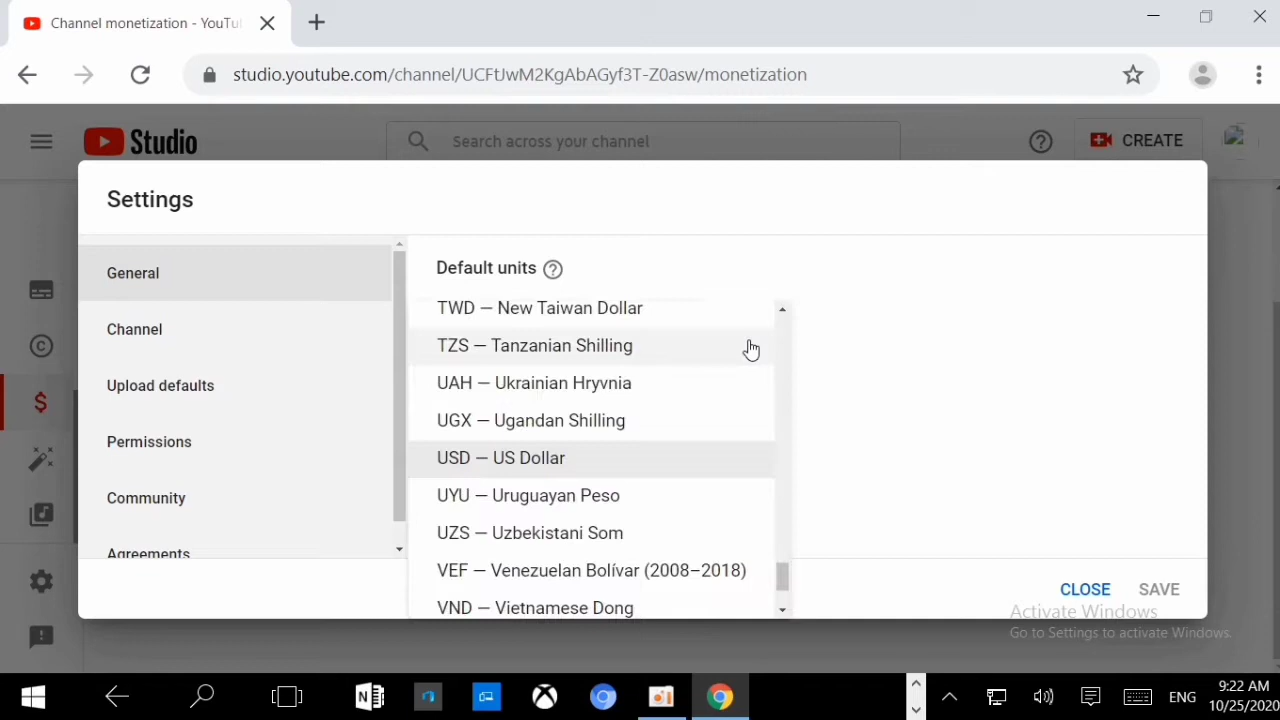 Channel monetization - YouTu
studio.youtube.com/channel/UCFtJwM2KgAbAGyf3T-Z0asw/monetization
Studio
Search across your channel
CREATE
Settings
General
Channel
Upload defaults
Permissions
Community
Agreements
Default units
TWD — New Taiwan Dollar
TZS — Tanzanian Shilling
UAH — Ukrainian Hryvnia
UGX — Ugandan Shilling
USD — US Dollar
UYU — Uruguayan Peso
UZS — Uzbekistani Som
VEF — Venezuelan Bolívar (2008–2018)
VND — Vietnamese Dong
CLOSE SAVE
Activate Windows
Go to Settings to activate Windows.
ENG
9:22 AM
10/25/2020